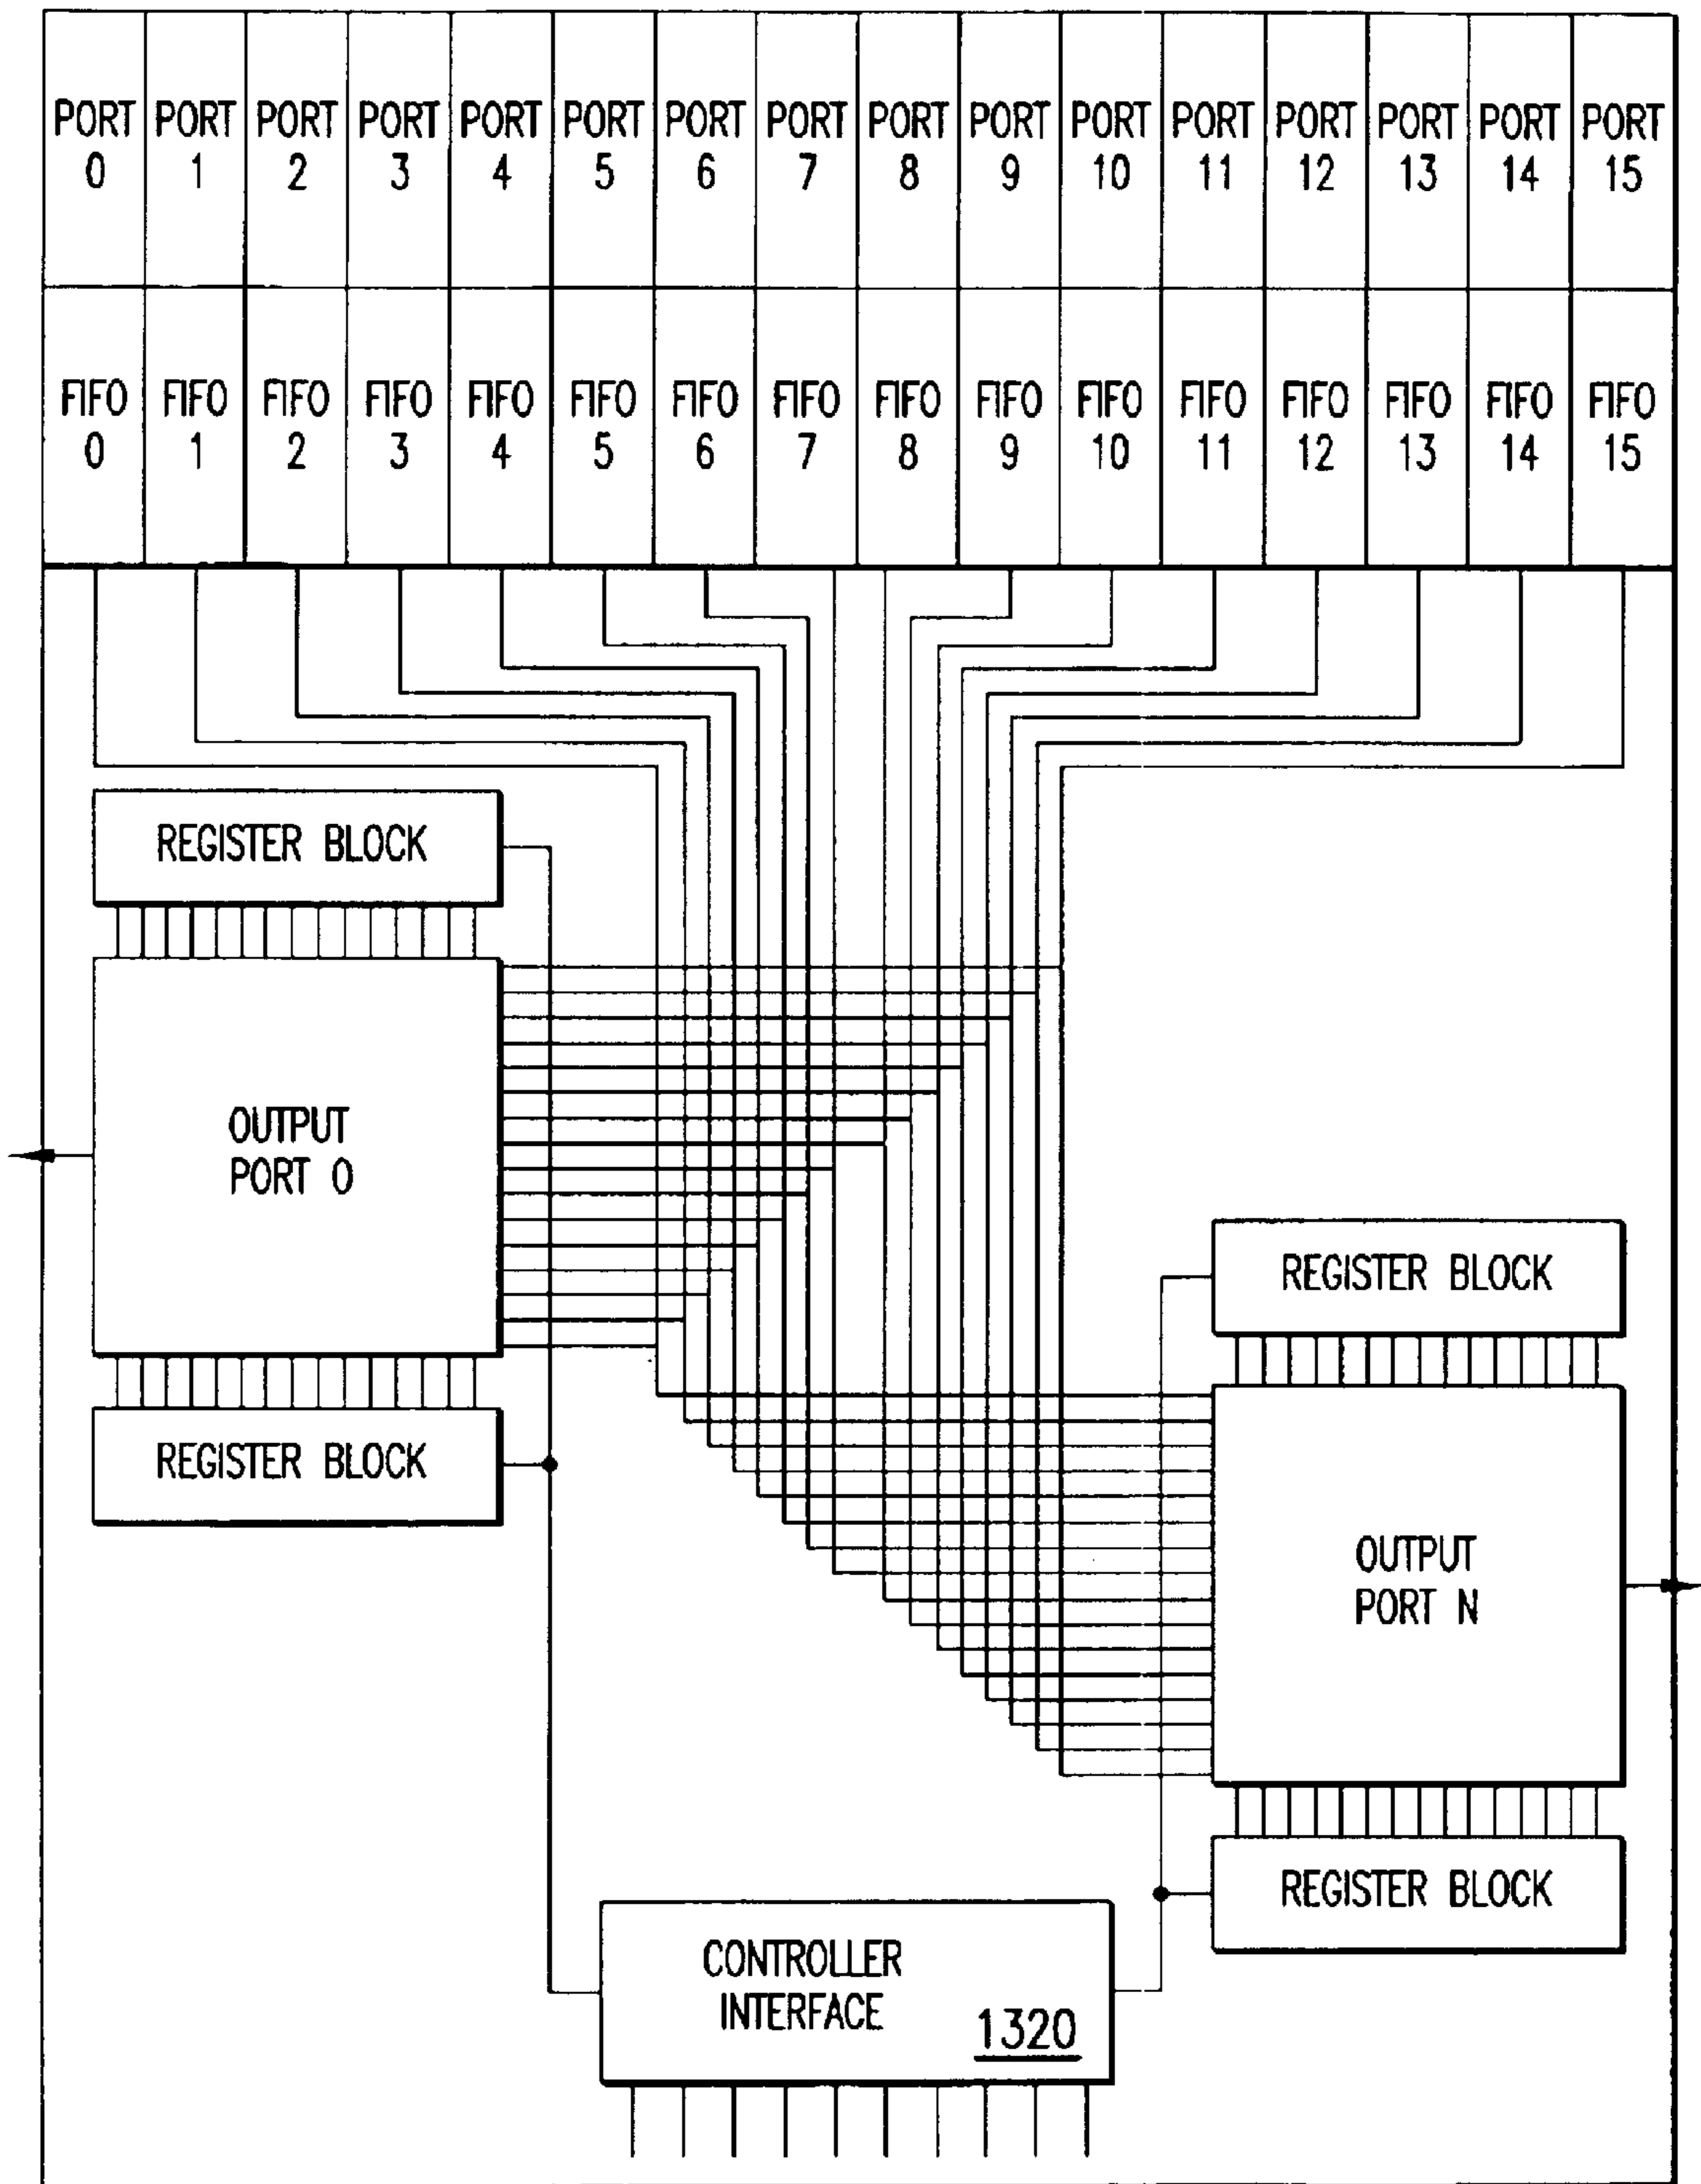 PORT 0
PORT 1
PORT 2
PORT 3
PORT 4
PORT 5
PORT 6
PORT 7
PORT 8
PORT 9
PORT 10
PORT 11
PORT 12
PORT 13
PORT 14
PORT 15
FIFO 0
FIFO 1
FIFO 2
FIFO 3
FIFO 4
FIFO 5
FIFO 6
FIFO 7
FIFO 8
FIFO 9
FIFO 10
FIFO 11
FIFO 12
FIFO 13
FIFO 14
FIFO 15
REGISTER BLOCK
OUTPUT
PORT 0
REGISTER BLOCK
REGISTER BLOCK
OUTPUT
PORT N
REGISTER BLOCK
CONTROLLER
INTERFACE
1320